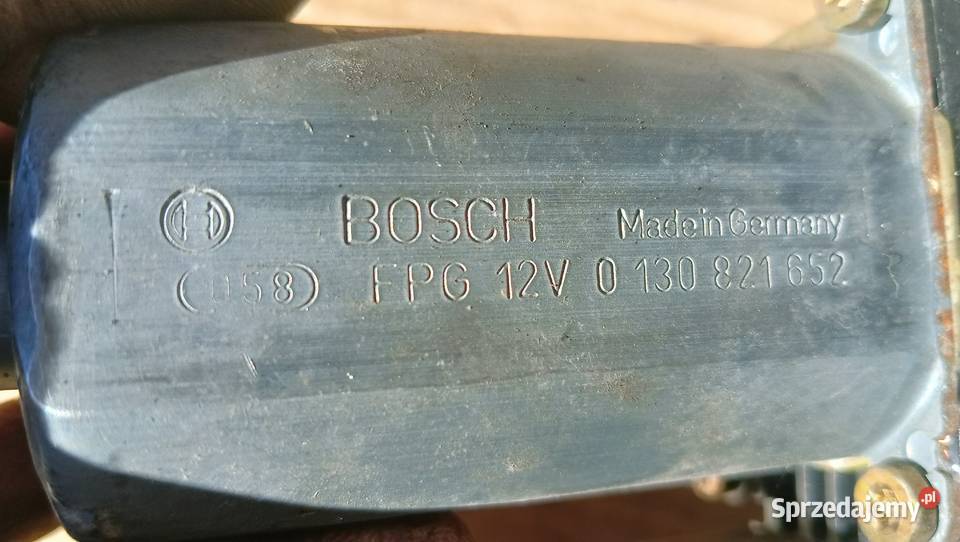 BOSCH Made in Germany
(058) FPG 12V 0 130 821 652
Sprzedajemy.pl